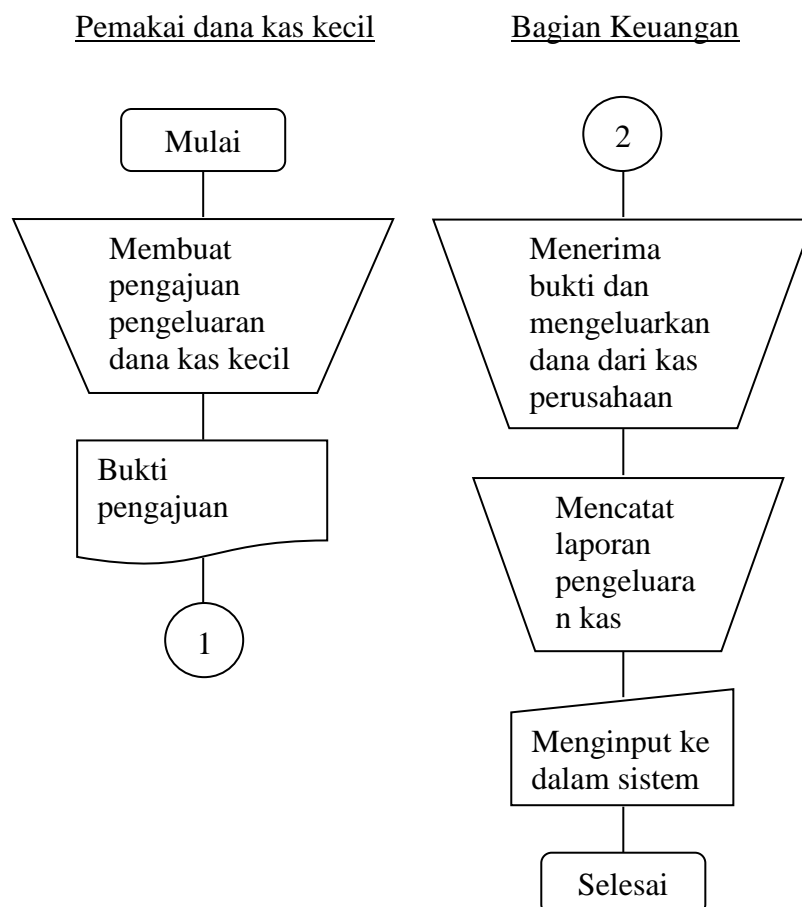 Pemakai dana kas kecil
Mulai
Membuat
pengajuan
pengeluaran
dana kas kecil
Bukti
pengajuan
1
Bagian Keuangan
2
Menerima
bukti dan
mengeluarkan
dana dari kas
perusahaan
Mencatat
laporan
pengeluara
n kas
Menginput ke
dalam sistem
Selesai